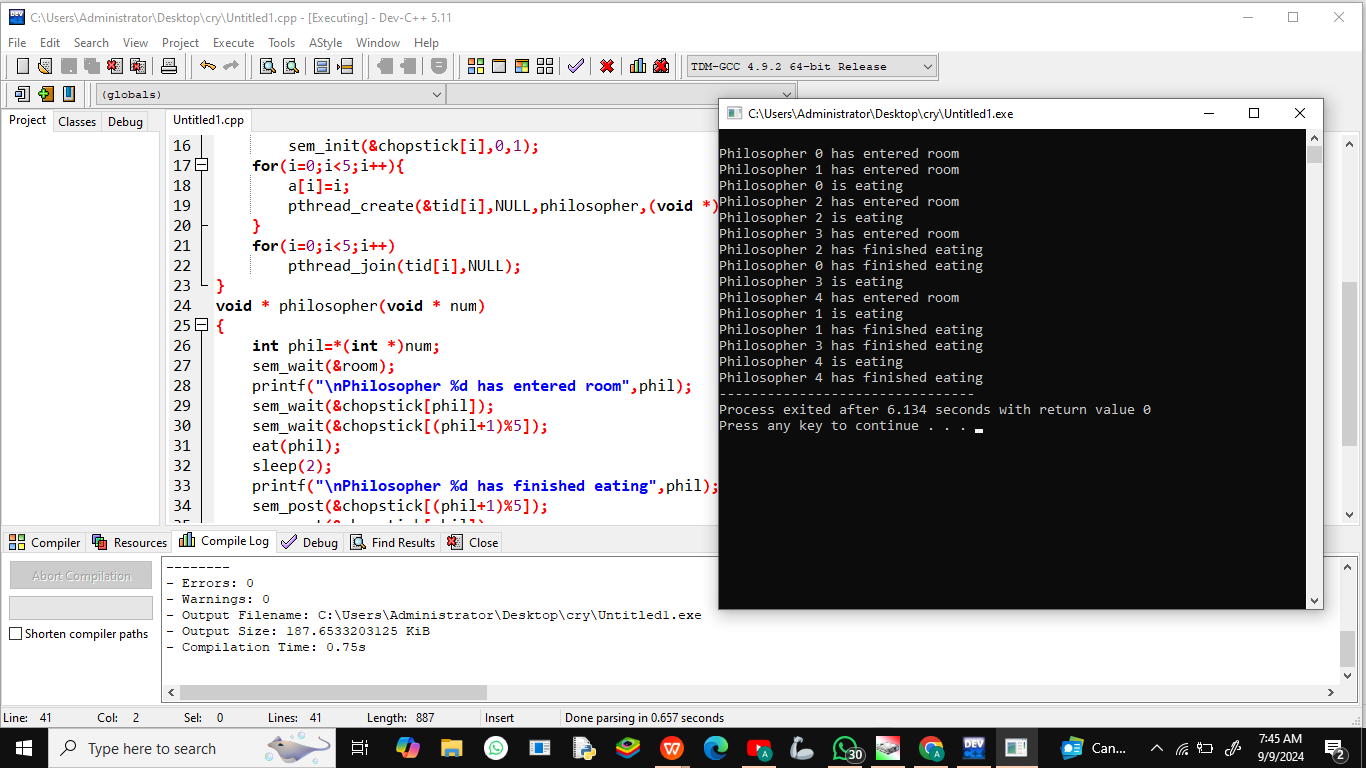 C:\Users\Administrator\Desktop\cry\Untitled1.cpp - [Executing] - Dev-C++ 5.11
File Edit Search View Project Execute Tools AStyle Window Help
TDM-GCC 4.9.2 64-bit Release
(globals)
Project Classes Debug
Untitled1.cpp
16 sem_init(&chopstick[i],0,1);
17 for(i=0;i<5;i++){
18 a[i]=i;
19 pthread_create(&tid[i],NULL,philosopher,(void *)
20 }
21 for(i=0;i<5;i++)
22 pthread_join(tid[i],NULL);
23 }
24 void * philosopher(void * num)
25 {
26 int phil=*(int *)num;
27 sem_wait(&room);
28 printf("\nPhilosopher %d has entered room",phil);
29 sem_wait(&chopstick[phil]);
30 sem_wait(&chopstick[(phil+1)%5]);
31 eat(phil);
32 sleep(2);
33 printf("\nPhilosopher %d has finished eating",phil);
34 sem_post(&chopstick[(phil+1)%5]);
C:\Users\Administrator\Desktop\cry\Untitled1.exe
Philosopher 0 has entered room
Philosopher 1 has entered room
Philosopher 0 is eating
Philosopher 2 has entered room
Philosopher 2 is eating
Philosopher 3 has entered room
Philosopher 2 has finished eating
Philosopher 0 has finished eating
Philosopher 3 is eating
Philosopher 4 has entered room
Philosopher 1 is eating
Philosopher 1 has finished eating
Philosopher 3 has finished eating
Philosopher 4 is eating
Philosopher 4 has finished eating
--------------------------------
Process exited after 6.134 seconds with return value 0
Press any key to continue . . .
Compiler Resources Compile Log Debug Find Results Close
Abort Compilation
Shorten compiler paths
--------
- Errors: 0
- Warnings: 0
- Output Filename: C:\Users\Administrator\Desktop\cry\Untitled1.exe
- Output Size: 187.6533203125 KiB
- Compilation Time: 0.75s
Line: 41 Col: 2 Sel: 0 Lines: 41 Length: 887 Insert Done parsing in 0.657 seconds
Type here to search
30
Can...
7:45 AM
9/9/2024
2